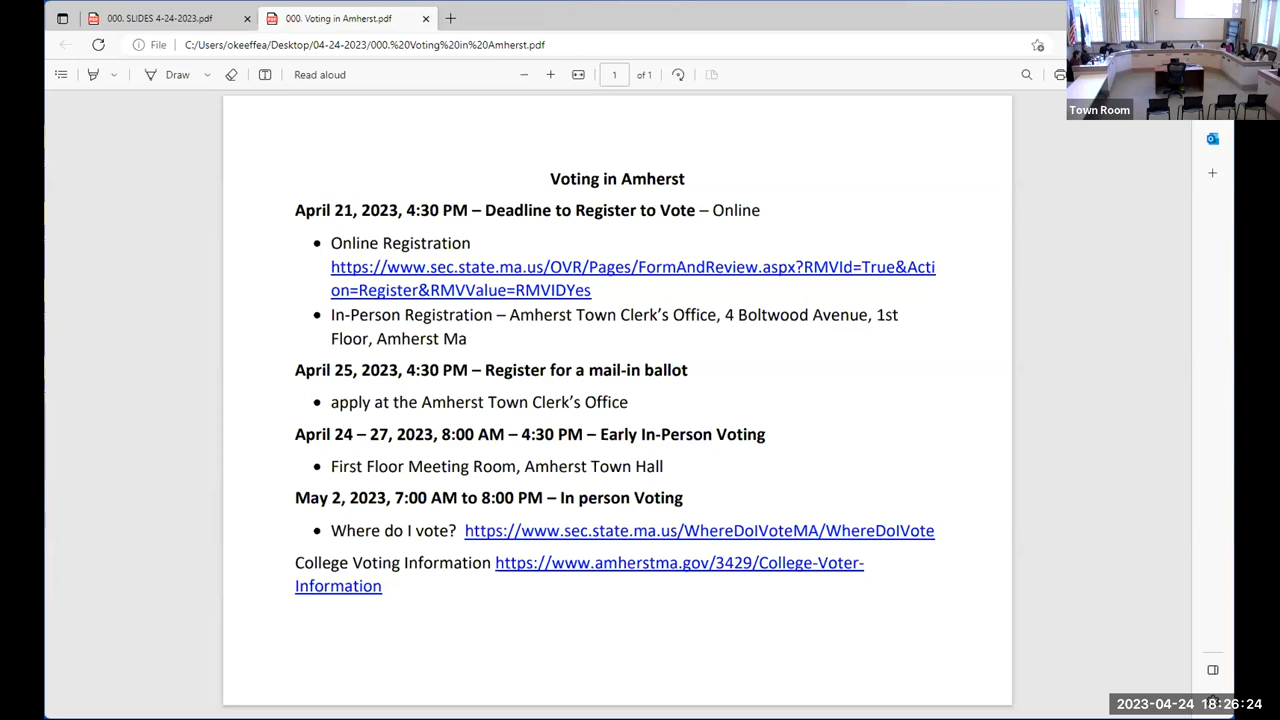 000. SLIDES 4-24-2023.pdf
000. Voting in Amherst.pdf
File
C:/Users/okeeffea/Desktop/04-24-2023/000.%20Voting%20in%20Amherst.pdf
Draw
Read aloud
1
of 1
Town Room
Voting in Amherst
April 21, 2023, 4:30 PM – Deadline to Register to Vote – Online
• Online Registration
https://www.sec.state.ma.us/OVR/Pages/FormAndReview.aspx?RMVId=True&Acti
on=Register&RMVValue=RMVIDYes
• In-Person Registration – Amherst Town Clerk’s Office, 4 Boltwood Avenue, 1st
Floor, Amherst Ma
April 25, 2023, 4:30 PM – Register for a mail-in ballot
• apply at the Amherst Town Clerk’s Office
April 24 – 27, 2023, 8:00 AM – 4:30 PM – Early In-Person Voting
• First Floor Meeting Room, Amherst Town Hall
May 2, 2023, 7:00 AM to 8:00 PM – In person Voting
• Where do I vote? https://www.sec.state.ma.us/WhereDoIVoteMA/WhereDoIVote
College Voting Information https://www.amherstma.gov/3429/College-Voter-
Information
2023-04-24 18:26:24